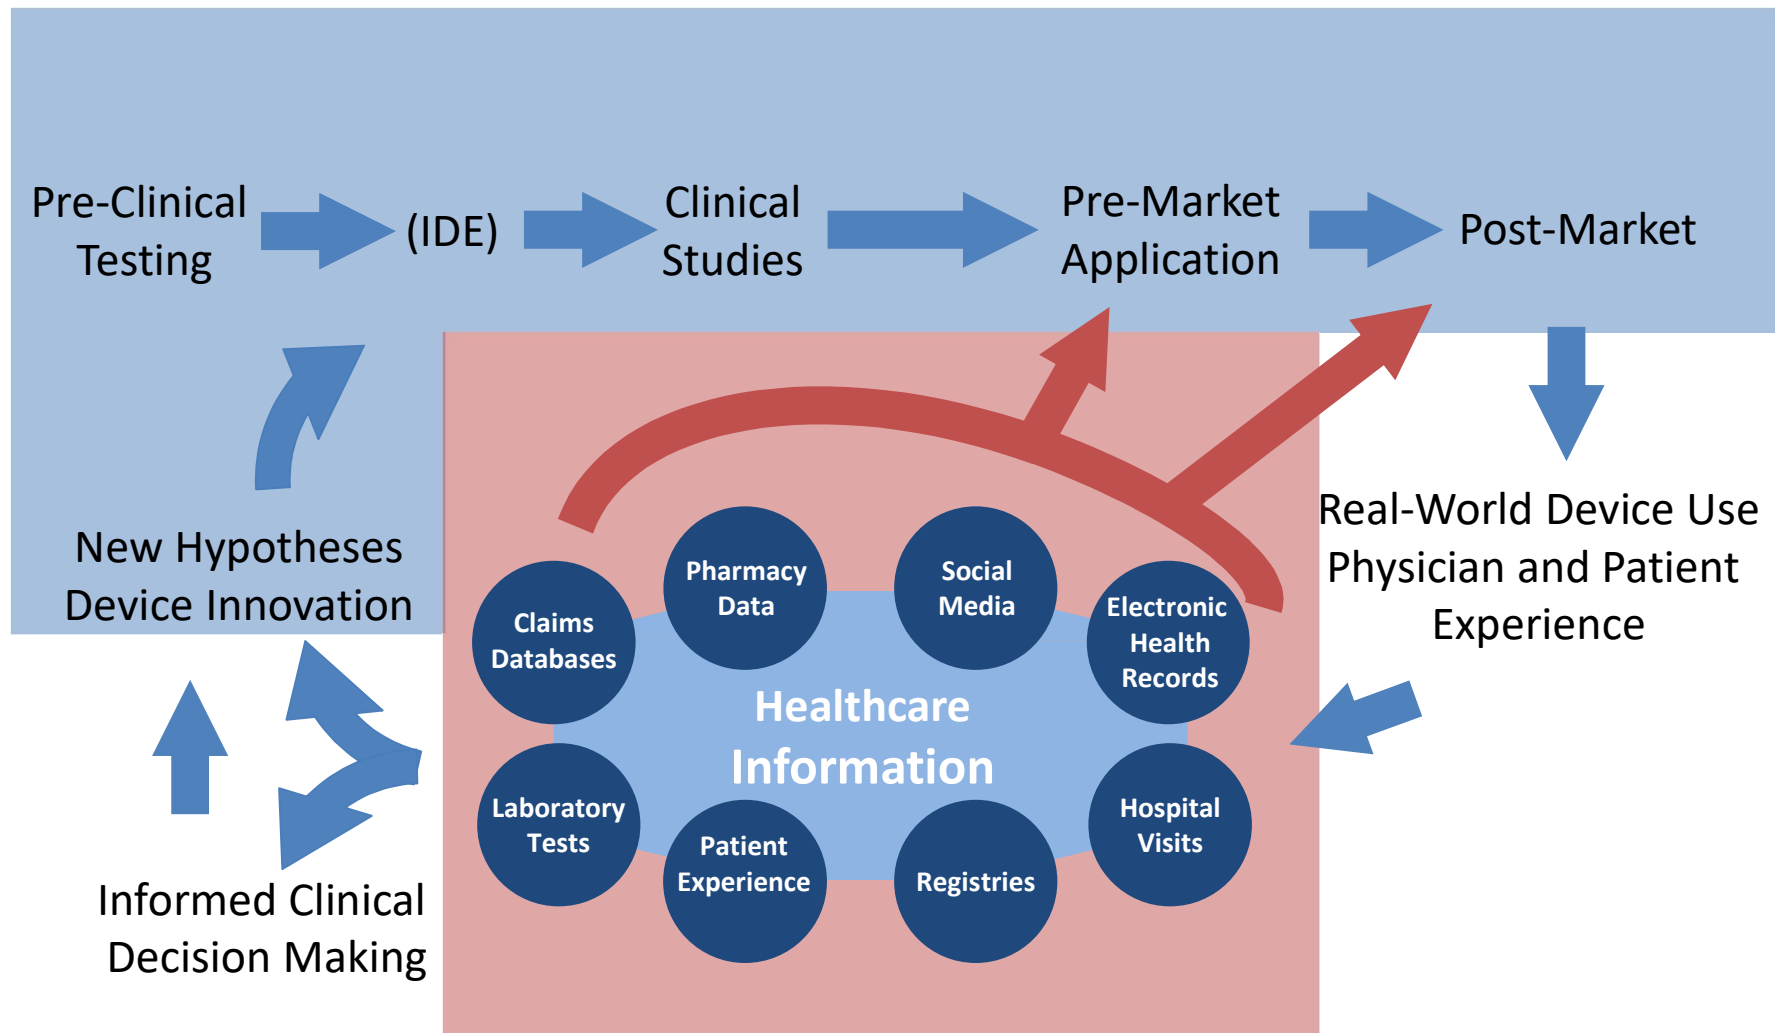 Pre-Clinical
Testing
(IDE)
Clinical
Studies
Pre-Market
Application
Post-Market
New Hypotheses
Device Innovation
Real-World Device Use
Physician and Patient
Experience
Claims
Databases
Pharmacy
Data
Social
Media
Electronic
Health
Records
Healthcare
Information
Laboratory
Tests
Patient
Experience
Registries
Hospital
Visits
Informed Clinical
Decision Making